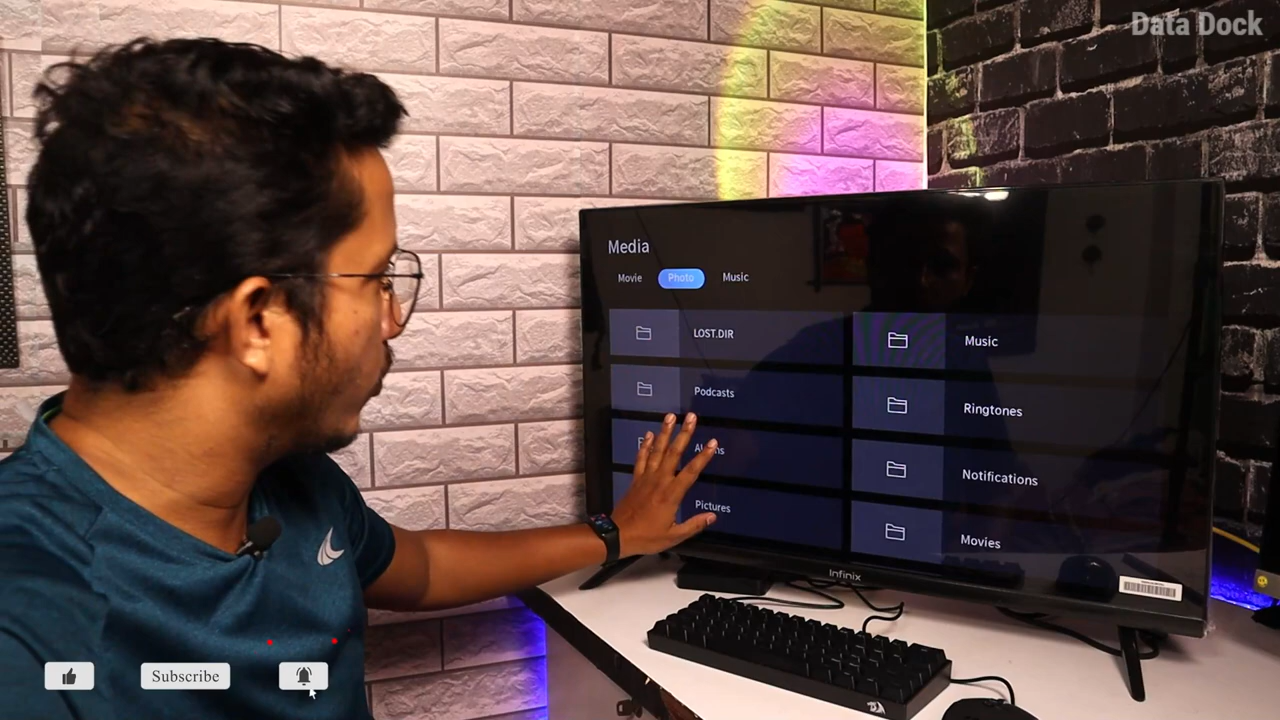 Data Dock
Media
Movie Photo Music
LOST.DIR Music
Podcasts Ringtones
Notifications
Pictures
Movies
Infinix
Subscribe